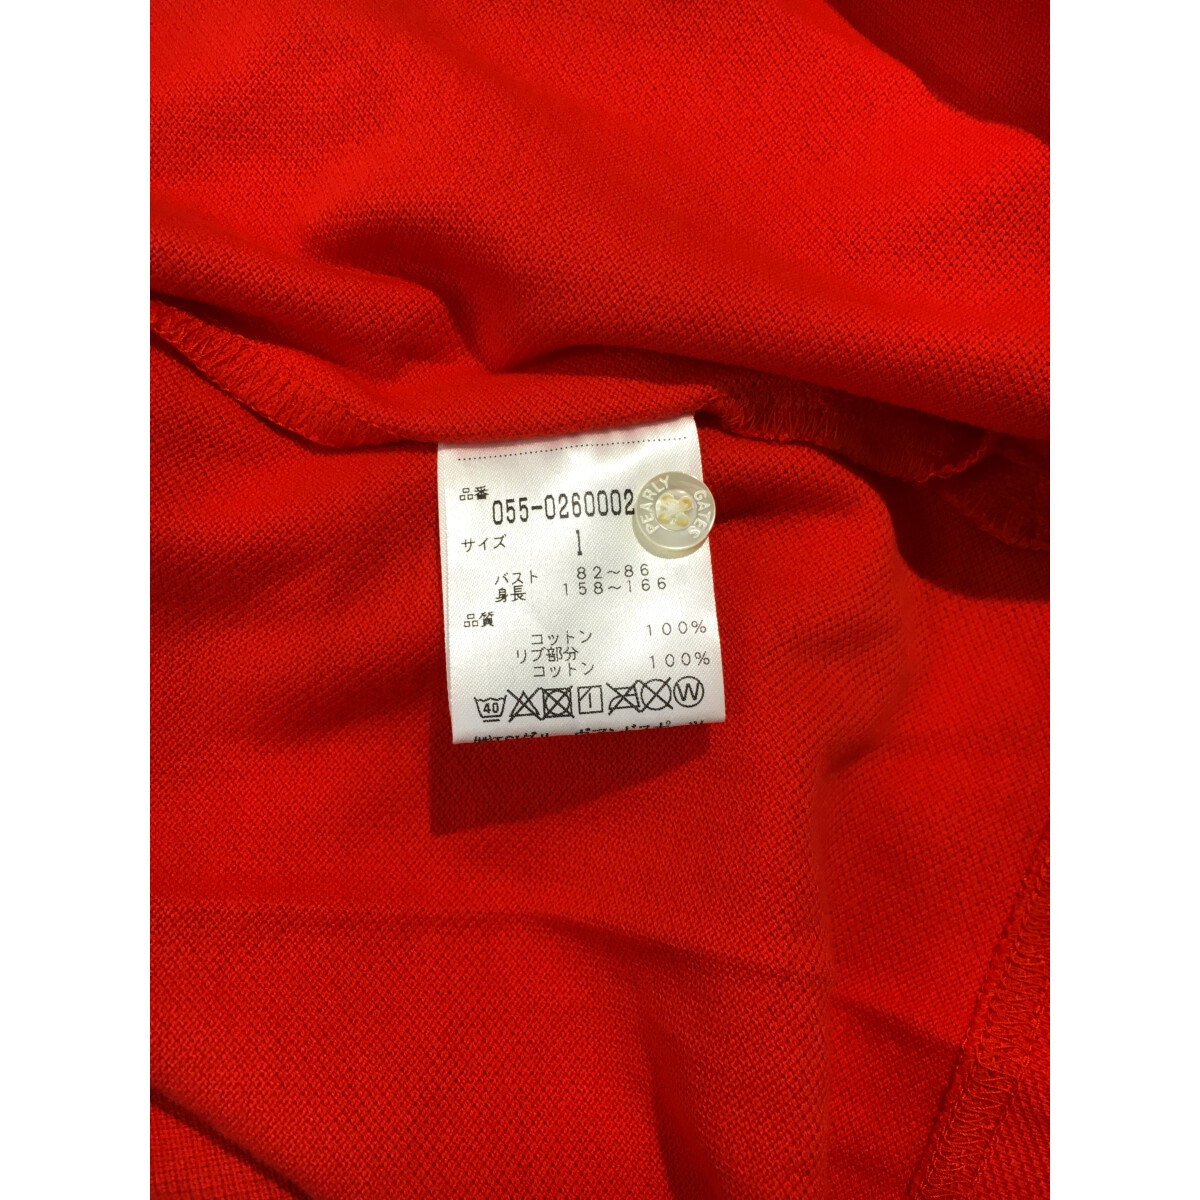 品番
055-0260002
PEARLY GATES
サイズ 1
バスト 82~86
身長 158~166
品質
コットン 100%
リブ部分
コットン 100%
40 W